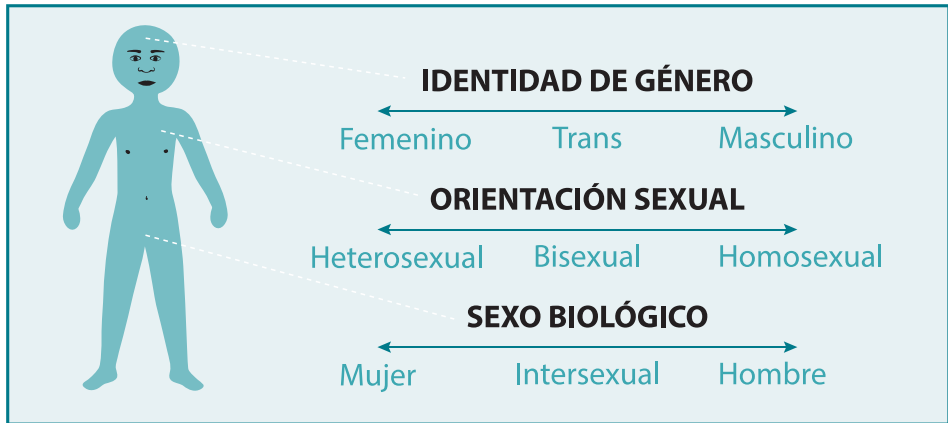 IDENTIDAD DE GÉNERO
Femenino Trans Masculino
ORIENTACIÓN SEXUAL
Heterosexual Bisexual Homosexual
SEXO BIOLÓGICO
Mujer Intersexual Hombre